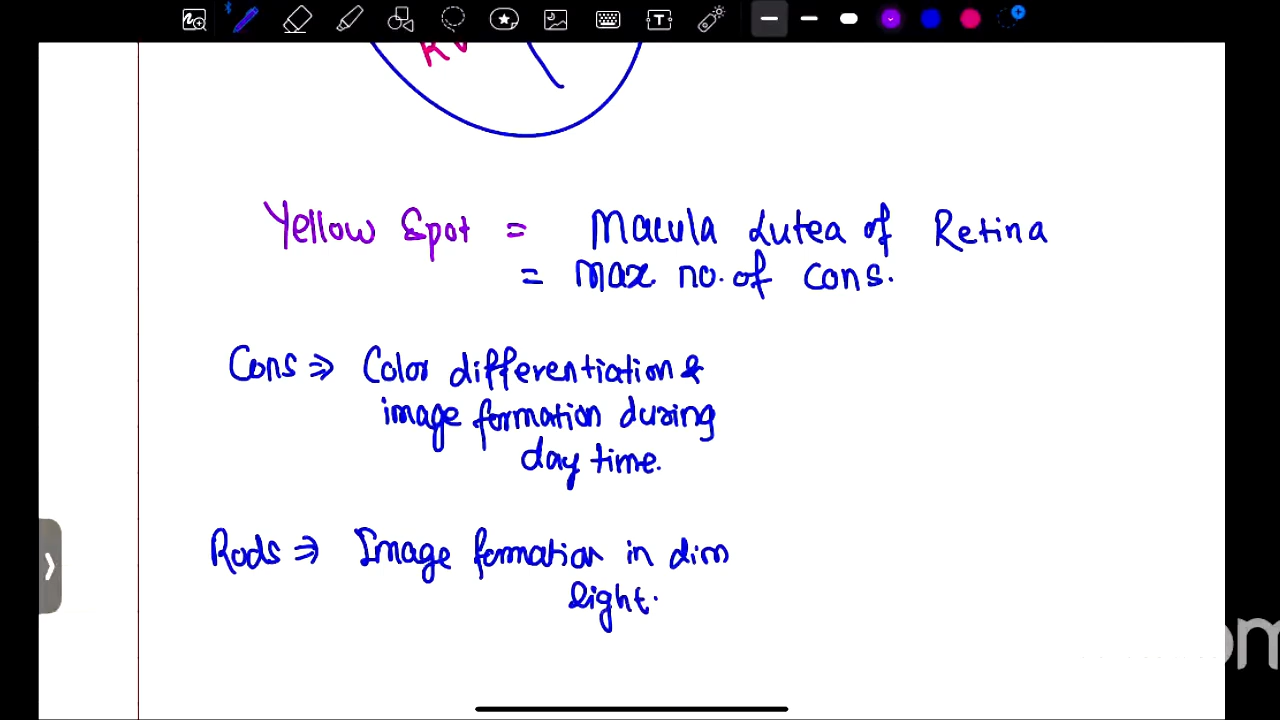 Yellow Spot = Macula Lutea of Retina
= Max no. of Cons.
Cons ⇒ Color differentiation &
image formation during
day time.
Rods ⇒ Image formation in dim
light.
om